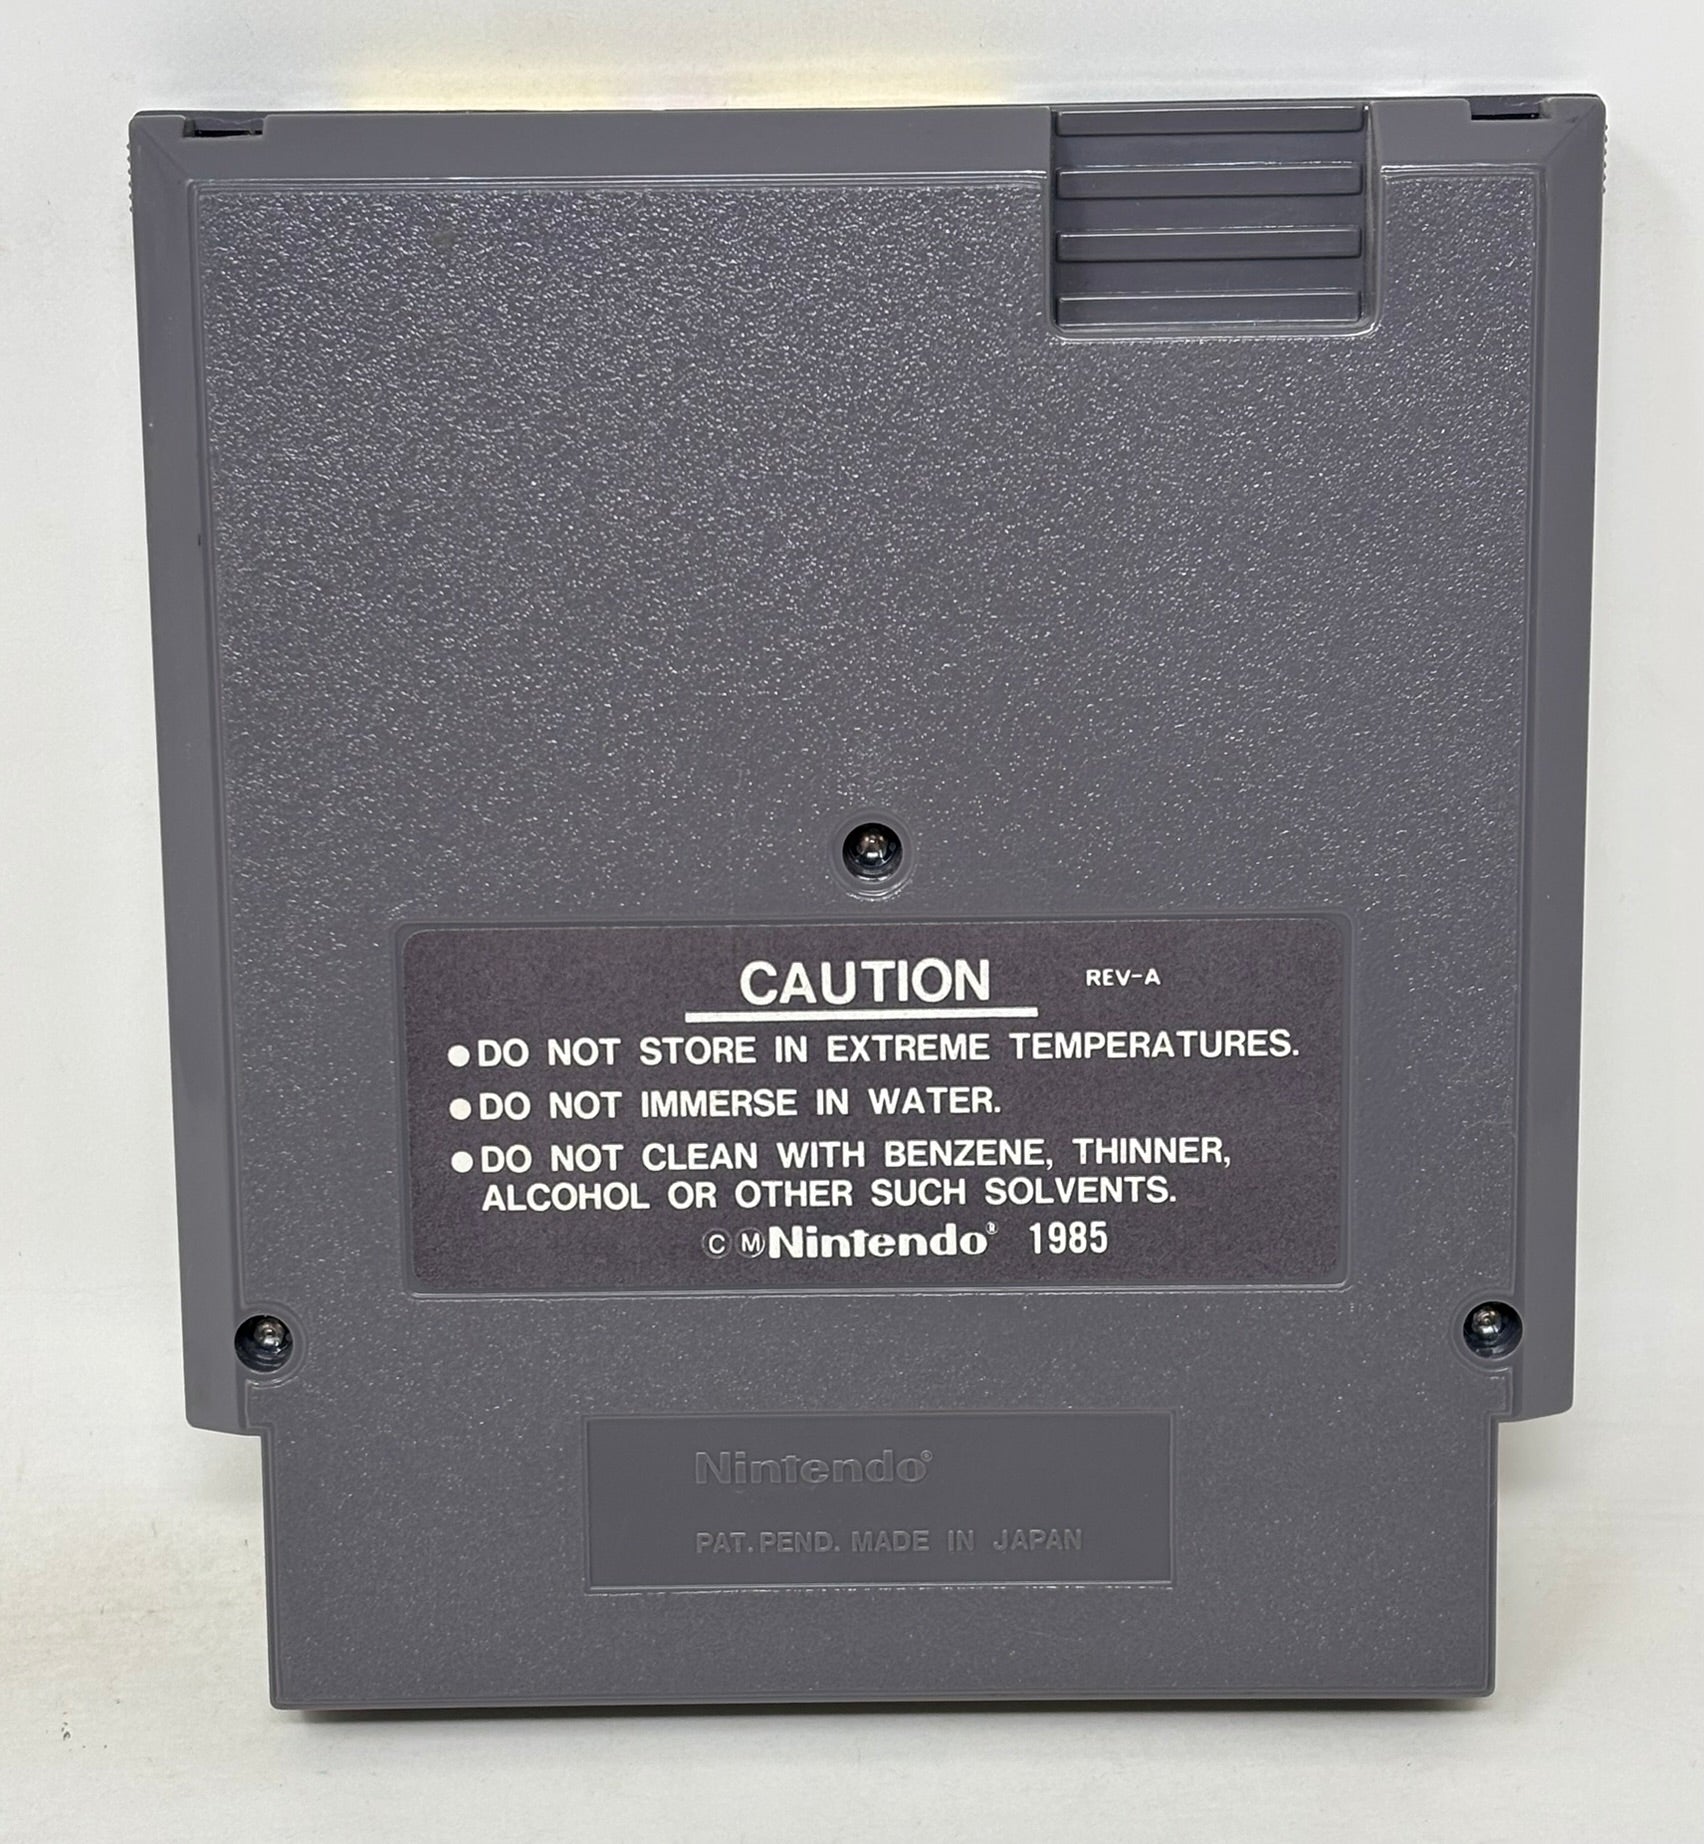 CAUTION REV-A
●DO NOT STORE IN EXTREME TEMPERATURES.
●DO NOT IMMERSE IN WATER.
●DO NOT CLEAN WITH BENZENE, THINNER,
ALCOHOL OR OTHER SUCH SOLVENTS.
ⒸⓂNintendo® 1985
Nintendo®
PAT. PEND. MADE IN JAPAN